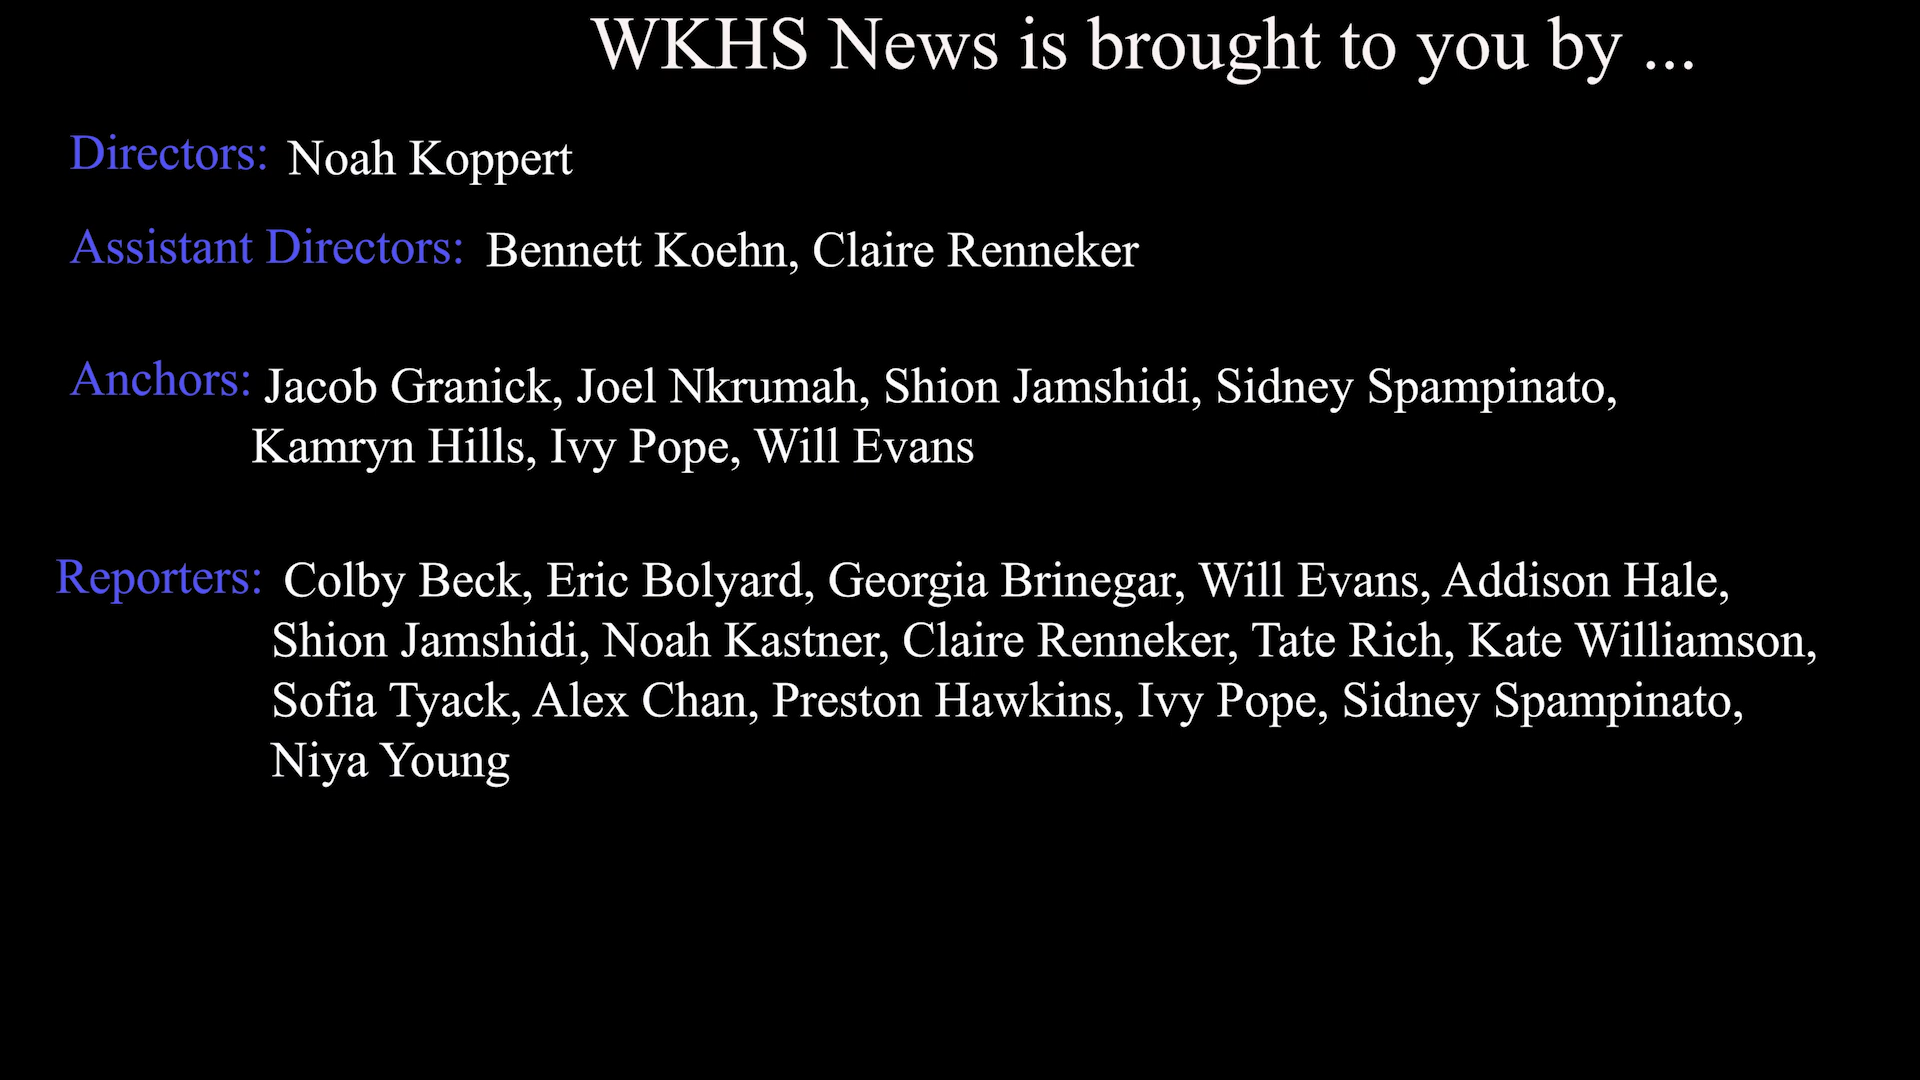 WKHS News is brought to you by ...
Directors: Noah Koppert
Assistant Directors: Bennett Koehn, Claire Renneker
Anchors: Jacob Granick, Joel Nkrumah, Shion Jamshidi, Sidney Spampinato,
Kamryn Hills, Ivy Pope, Will Evans
Reporters: Colby Beck, Eric Bolyard, Georgia Brinegar, Will Evans, Addison Hale,
Shion Jamshidi, Noah Kastner, Claire Renneker, Tate Rich, Kate Williamson,
Sofia Tyack, Alex Chan, Preston Hawkins, Ivy Pope, Sidney Spampinato,
Niya Young